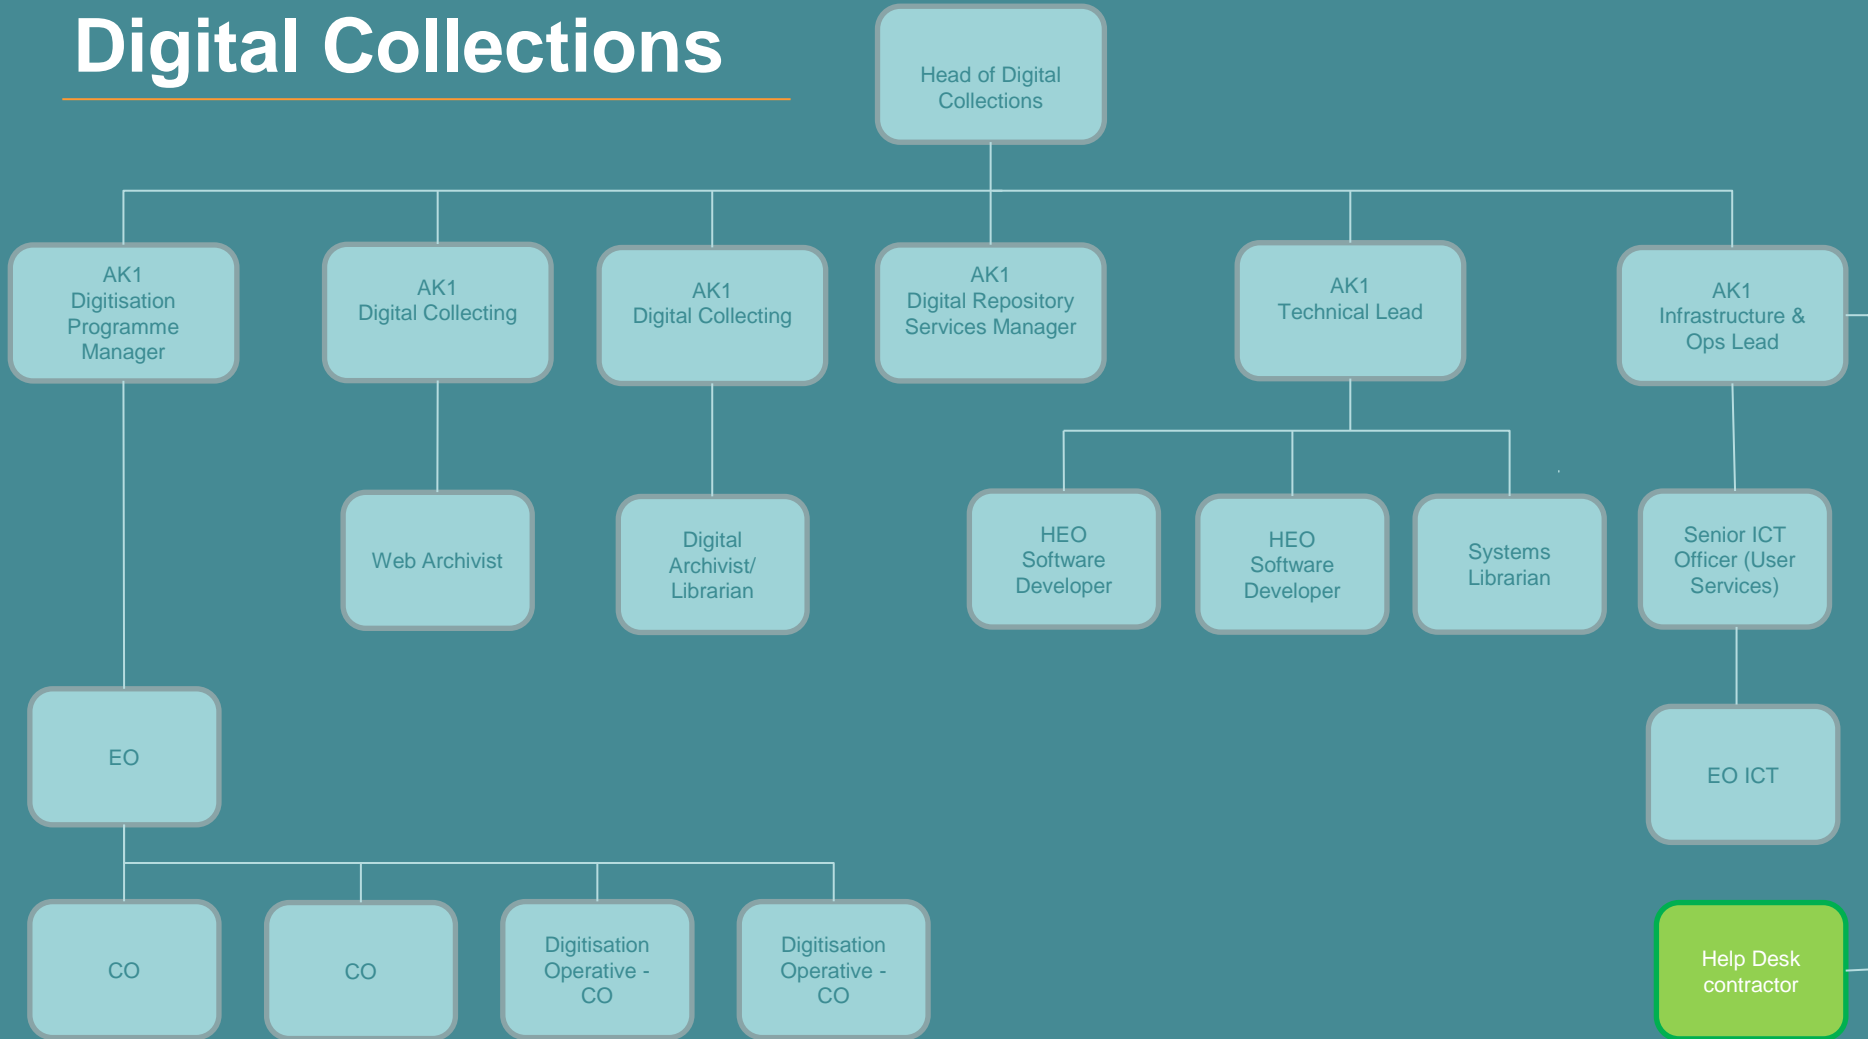 Digital Collections
Head of Digital
Collections
AK1
Digitisation
Programme
Manager
AK1
Digital Collecting
AK1
Digital Collecting
AK1
Digital Repository
Services Manager
AK1
Technical Lead
AK1
Infrastructure &
Ops Lead
Web Archivist
Digital
Archivist/
Librarian
HEO
Software
Developer
HEO
Software
Developer
Systems
Librarian
Senior ICT
Officer (User
Services)
EO
EO ICT
CO
CO
Digitisation
Operative -
CO
Digitisation
Operative -
CO
Help Desk
contractor